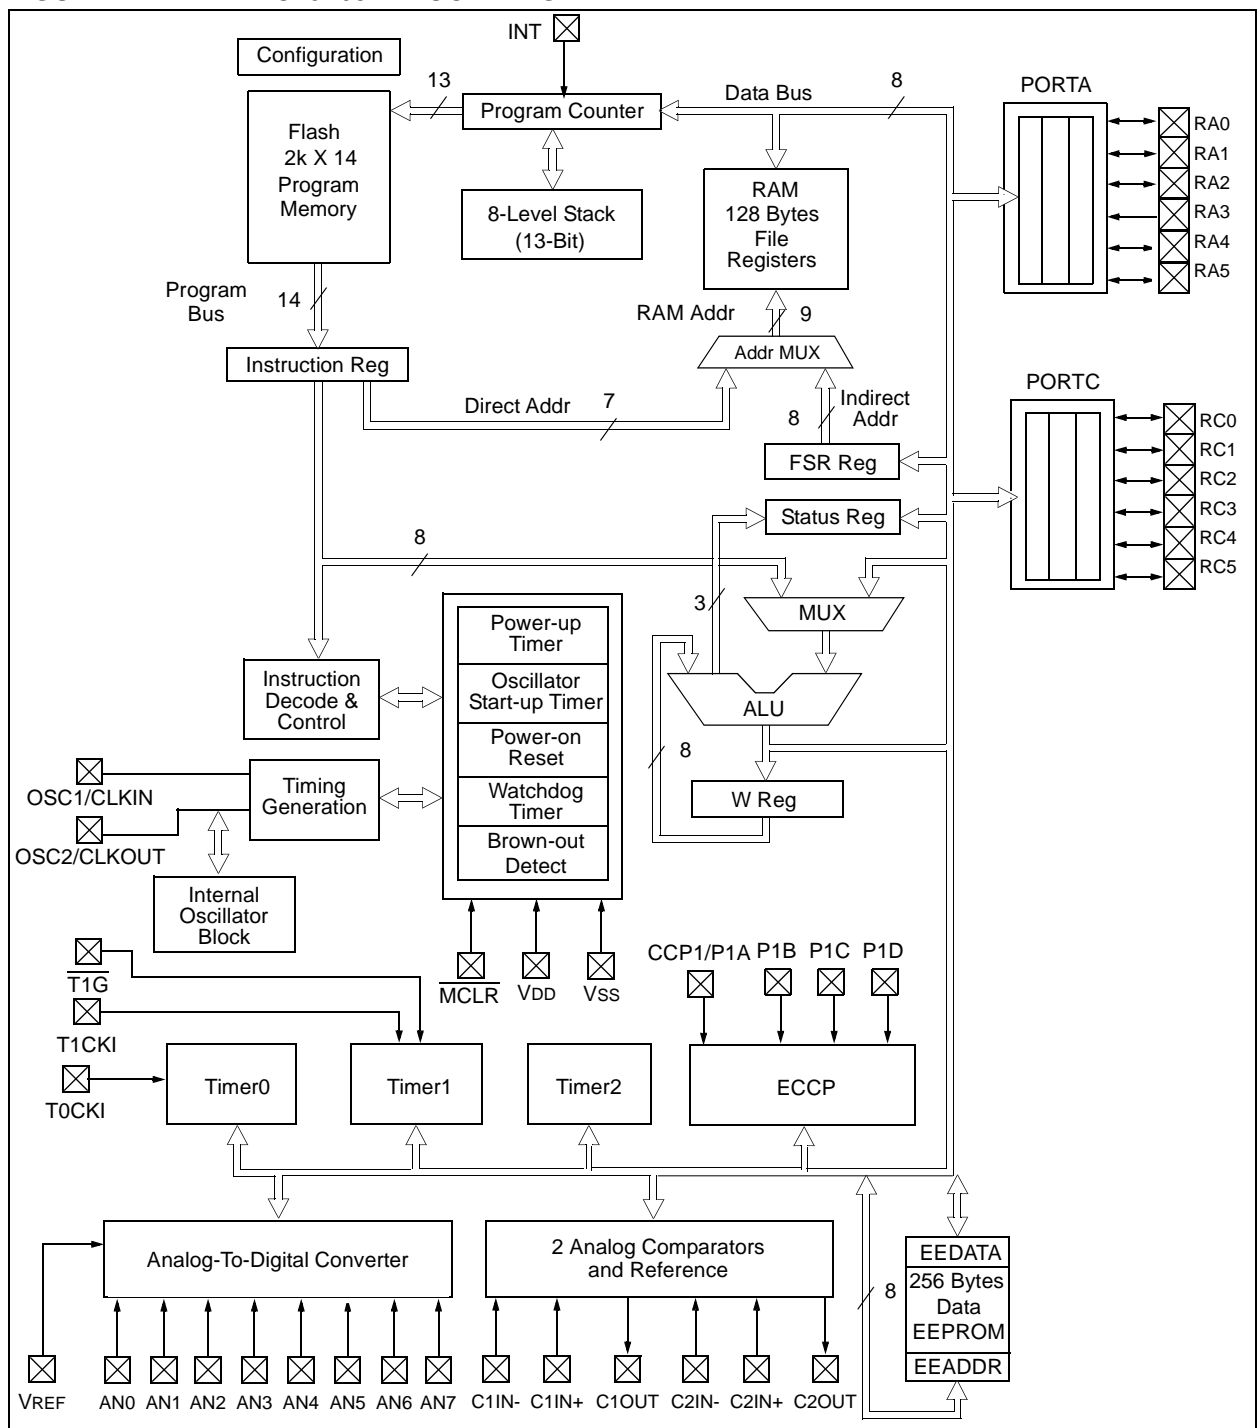 INT
Configuration
13
Program Counter
Data Bus
8
PORTA
Flash
2k X 14
Program
Memory
8-Level Stack
(13-Bit)
RAM
128 Bytes
File
Registers
RA0
RA1
RA2
RA3
RA4
RA5
Program
Bus
14
RAM Addr
9
Addr MUX
Instruction Reg
Direct Addr
7
8
Indirect
Addr
FSR Reg
PORTC
RC0
RC1
RC2
RC3
RC4
RC5
Status Reg
8
3
MUX
Power-up
Timer
Oscillator
Start-up Timer
Power-on
Reset
Watchdog
Timer
Brown-out
Detect
Instruction
Decode &
Control
ALU
8
W Reg
OSC1/CLKIN
Timing
Generation
OSC2/CLKOUT
Internal
Oscillator
Block
T1G
MCLR
VDD
VSS
CCP1/P1A
P1B
P1C
P1D
T1CKI
T0CKI
Timer0
Timer1
Timer2
ECCP
Analog-To-Digital Converter
2 Analog Comparators
and Reference
8
EEDATA
256 Bytes
Data
EEPROM
EEADDR
VREF
AN0
AN1
AN2
AN3
AN4
AN5
AN6
AN7
C1IN-
C1IN+
C1OUT
C2IN-
C2IN+
C2OUT